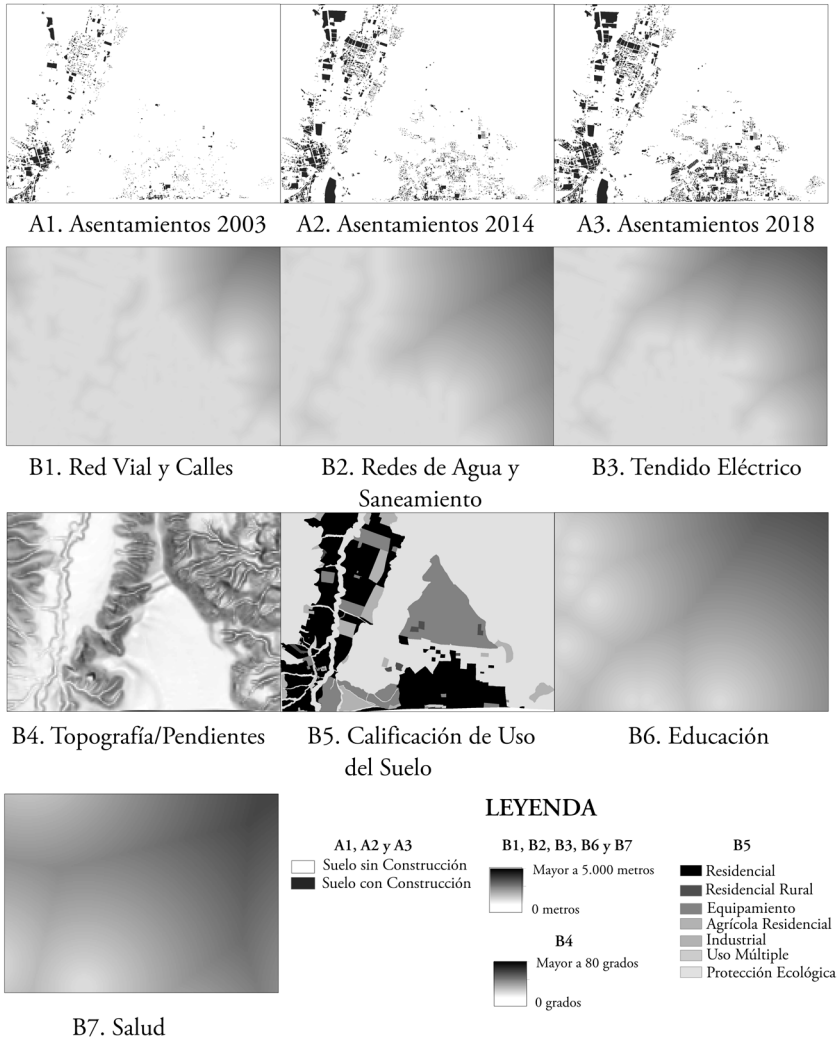 A1. Asentamientos 2003
A2. Asentamientos 2014
A3. Asentamientos 2018
B1. Red Vial y Calles
B2. Redes de Agua y
Saneamiento
B3. Tendido Eléctrico
B4. Topografía/Pendientes
B5. Calificación de Uso
del Suelo
B6. Educación
B7. Salud
LEYENDA
A1, A2 y A3
Suelo sin Construcción
Suelo con Construcción
B1, B2, B3, B6 y B7
Mayor a 5.000 metros
0 metros
B4
Mayor a 80 grados
0 grados
B5
Residencial
Residencial Rural
Equipamiento
Agrícola Residencial
Industrial
Uso Múltiple
Protección Ecológica